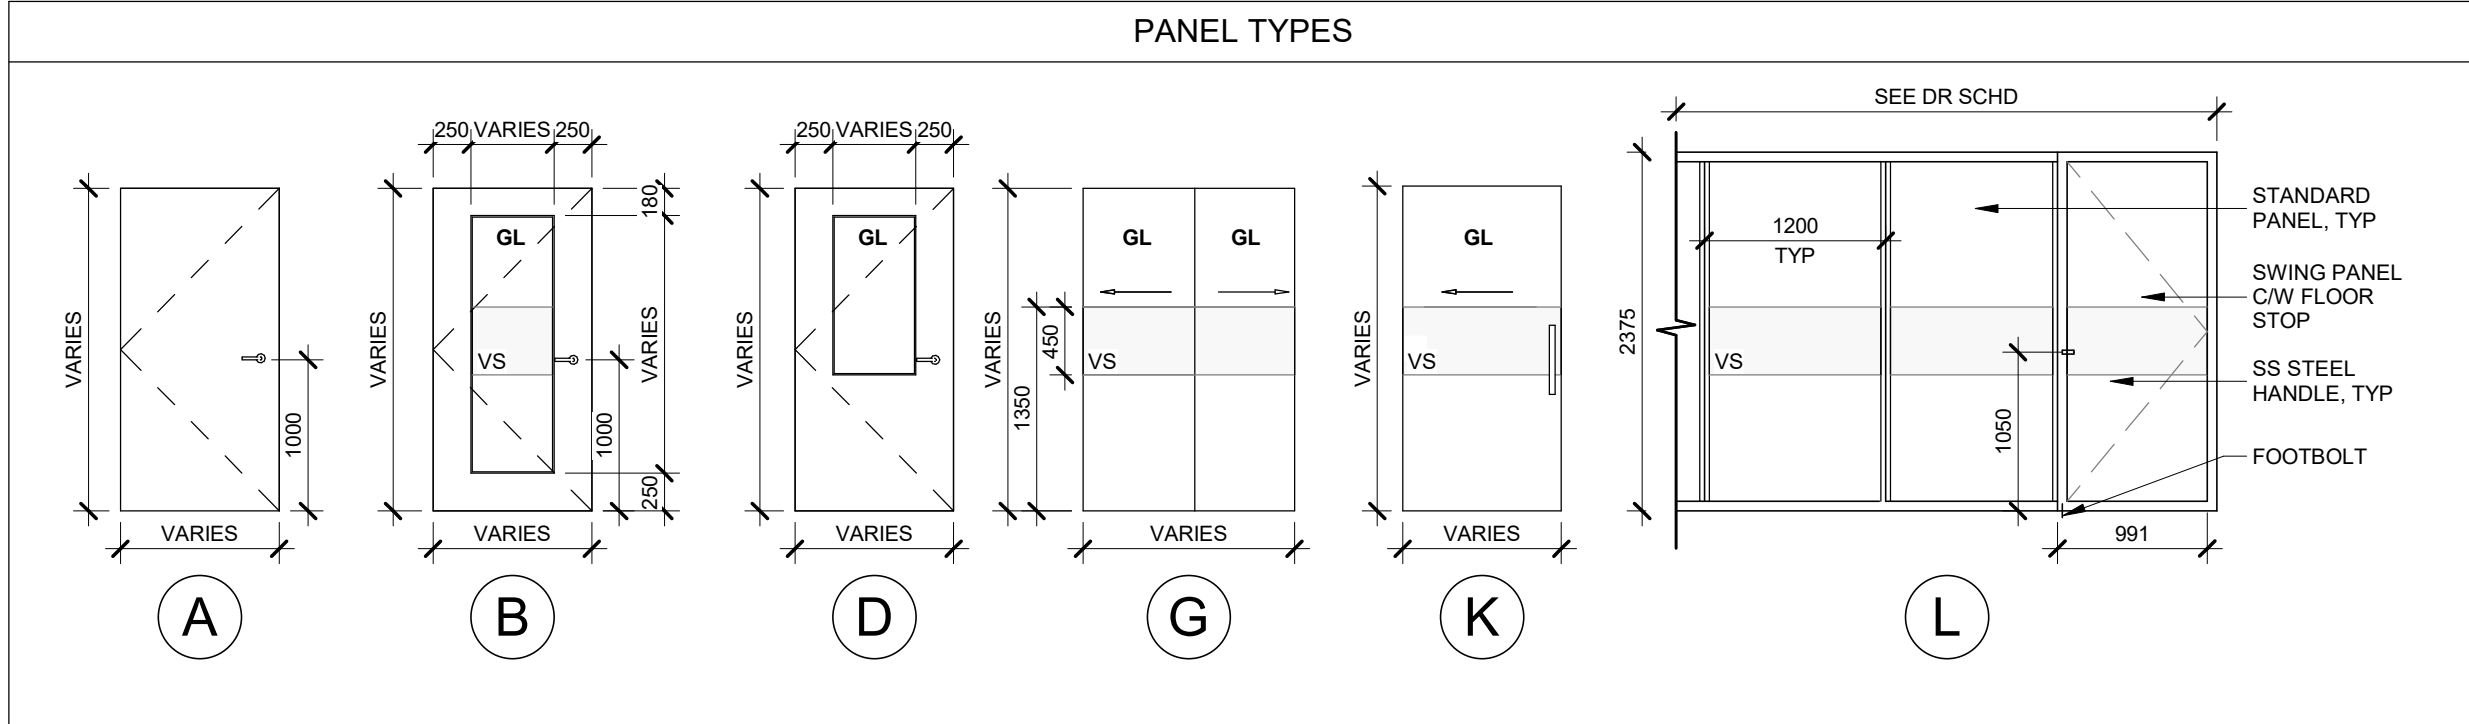 PANEL TYPES
VARIES
1000
VARIES
A
250 VARIES 250
180
GL
VARIES
VARIES
VS
1000
250
VARIES
B
250 VARIES 250
GL
VARIES
VARIES
D
GL
GL
VARIES
450
VS
1350
VARIES
G
GL
VARIES
VS
VARIES
K
SEE DR SCHD
2375
1200
TYP
VS
1050
991
STANDARD
PANEL, TYP
SWING PANEL
C/W FLOOR
STOP
SS STEEL
HANDLE, TYP
FOOTBOLT
L